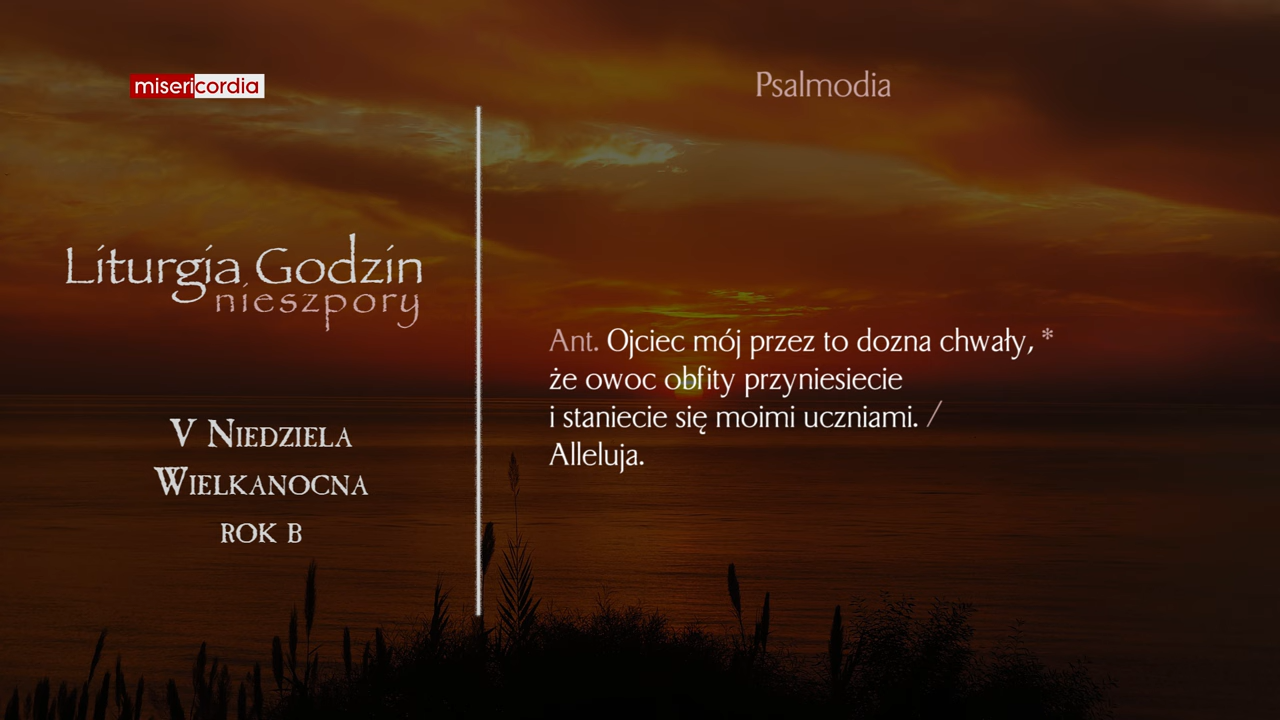 misericordia
Psalmodia
Liturgia Godzin
nieszpory
V Niedziela
Wielkanocna
rok B
Ant. Ojciec mój przez to dozna chwały, *
że owoc obfity przyniesiecie
i staniecie się moimi uczniami. /
Alleluja.